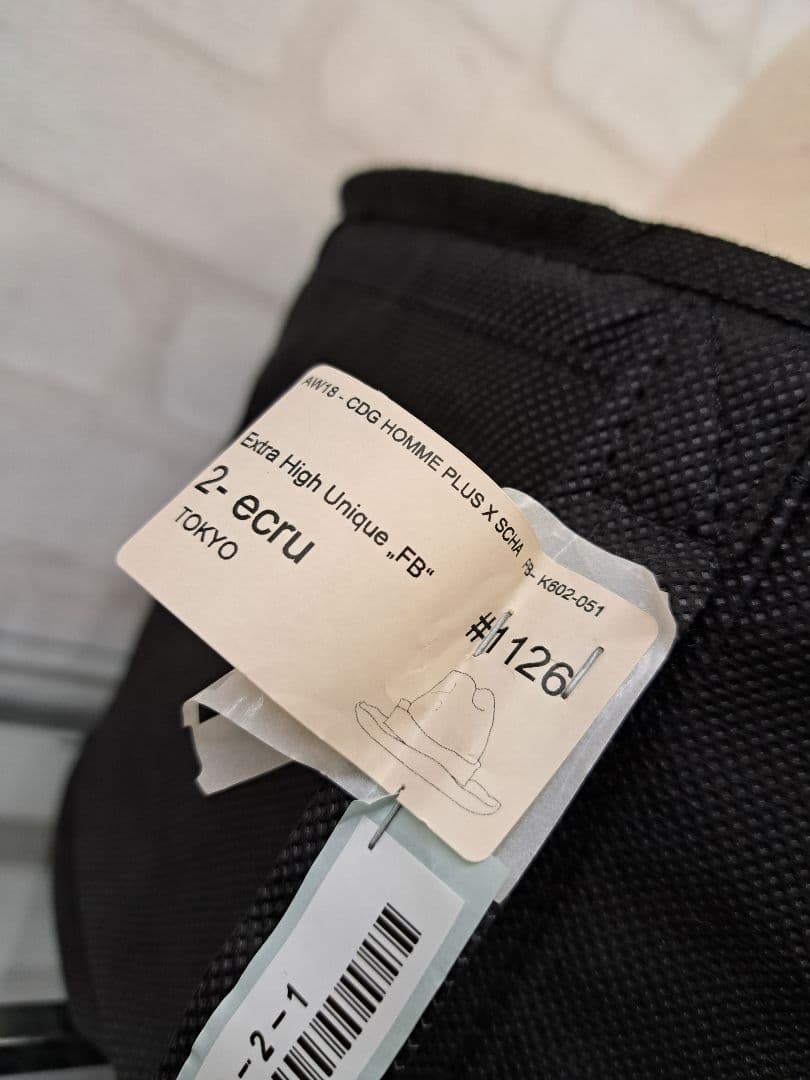 AW18 - CDG HOMME PLUS X SCHA FB- K602-051
Extra High Unique „FB“
2- ecru
TOKYO
#1126
-2-1